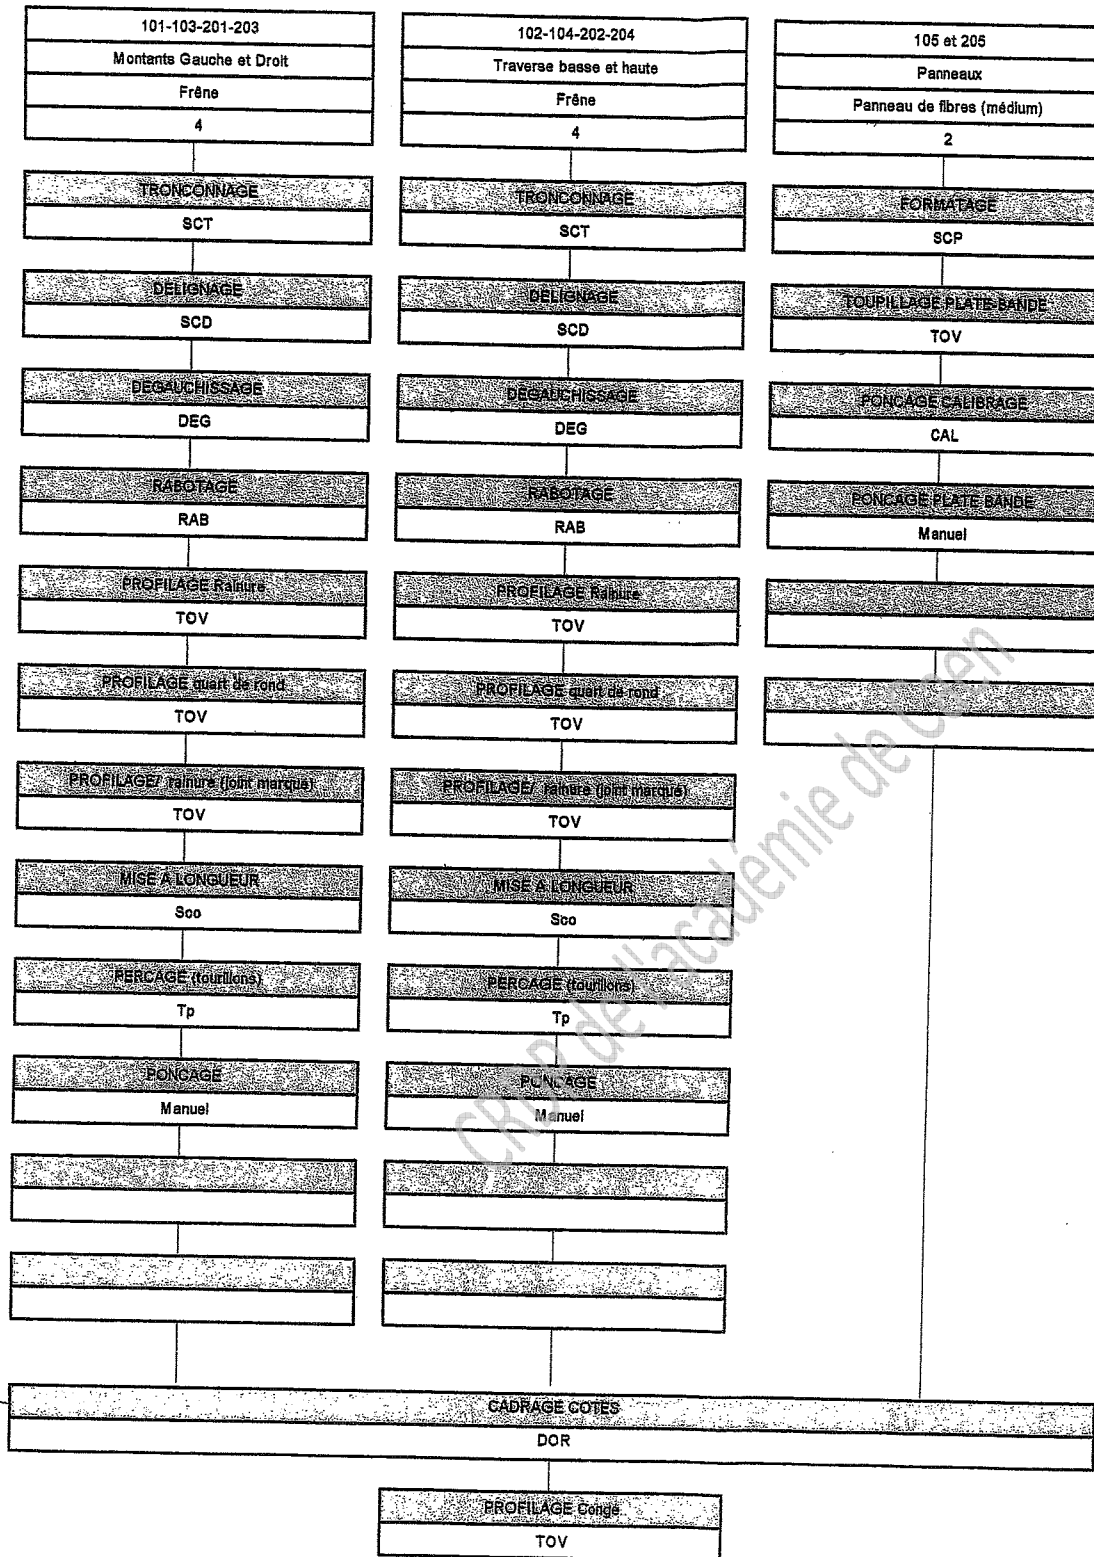 101-103-201-203
Montants Gauche et Droit
Frêne
4
TRONCONNAGE
SCT
DELIGNAGE
SCD
DEGAUCHISSAGE
DEG
RABOTAGE
RAB
PROFILAGE Rainure
TOV
PROFILAGE quart de rond
TOV
PROFILAGE/ rainure (joint marqué)
TOV
MISE A LONGUEUR
Sco
PERCAGE (tourillons)
Tp
PONCAGE
Manuel
102-104-202-204
Traverse basse et haute
Frêne
4
TRONCONNAGE
SCT
DELIGNAGE
SCD
DEGAUCHISSAGE
DEG
RABOTAGE
RAB
PROFILAGE Rainure
TOV
PROFILAGE quart de rond
TOV
PROFILAGE/ rainure (joint marqué)
TOV
MISE A LONGUEUR
Sco
PERCAGE (tourillons)
Tp
PONCAGE
Manuel
105 et 205
Panneaux
Panneau de fibres (médium)
2
FORMATAGE
SCP
TOUPILLAGE PLATE-BANDE
TOV
PONCAGE CALIBRAGE
CAL
PONCAGE PLATE BANDE
Manuel
CADRAGE COTES
DOR
PROFILAGE Congé
TOV
CRDP de l'académie de Caen